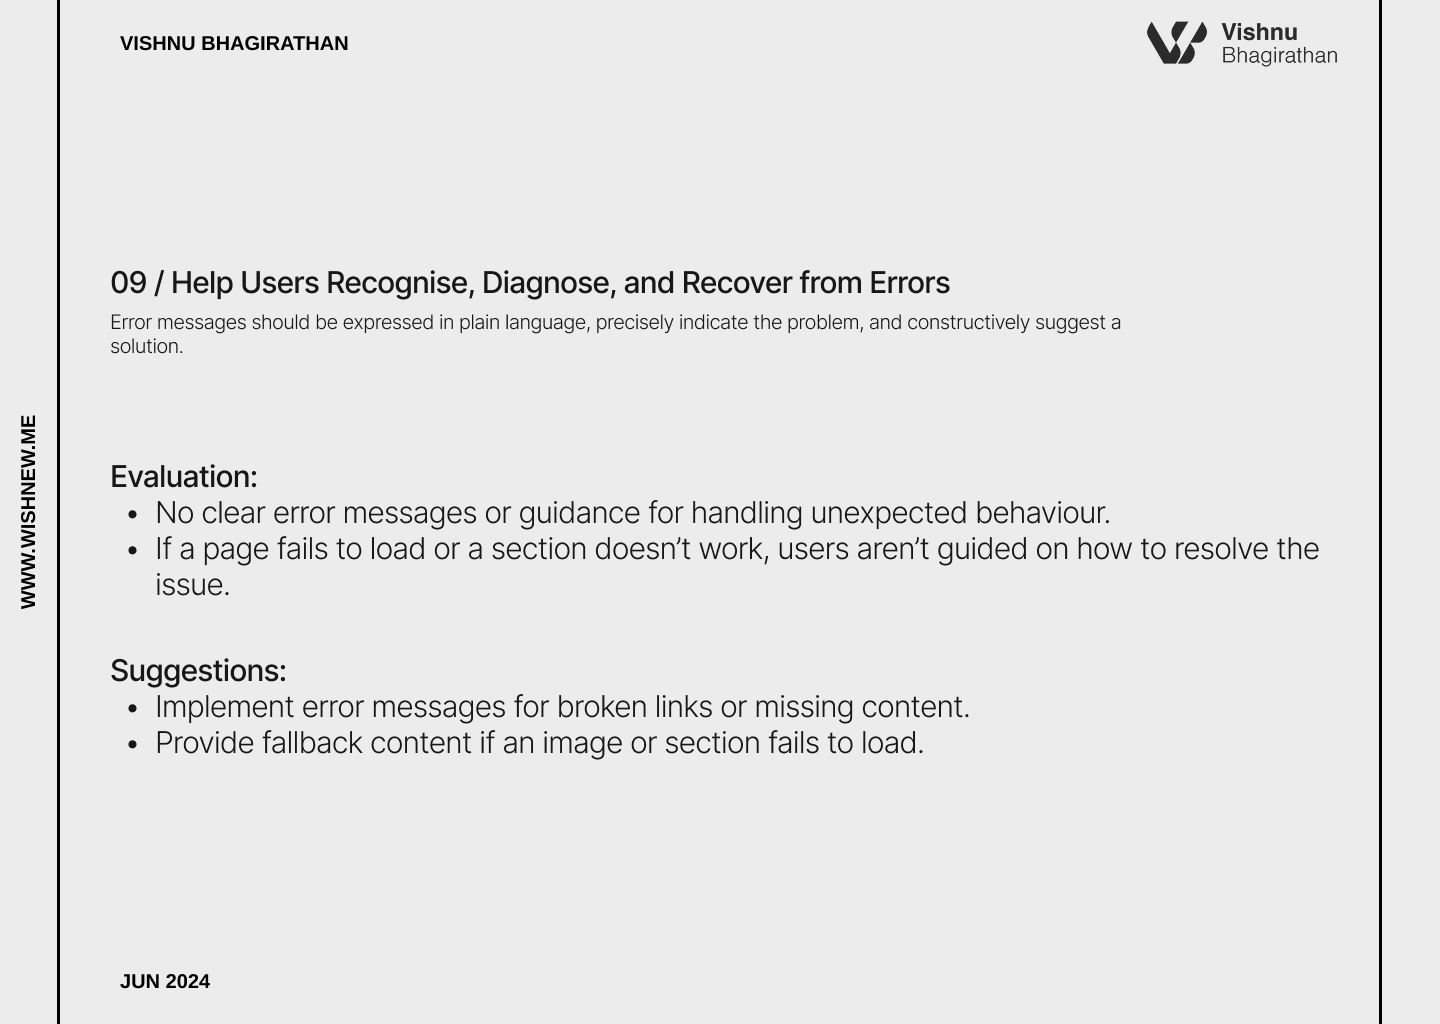 VISHNU BHAGIRATHAN
Vishnu
Bhagirathan
09 / Help Users Recognise, Diagnose, and Recover from Errors
Error messages should be expressed in plain language, precisely indicate the problem, and constructively suggest a
solution.
WWW.WISHNEW.ME
Evaluation:
• No clear error messages or guidance for handling unexpected behaviour.
• If a page fails to load or a section doesn’t work, users aren’t guided on how to resolve the
issue.
Suggestions:
• Implement error messages for broken links or missing content.
• Provide fallback content if an image or section fails to load.
JUN 2024